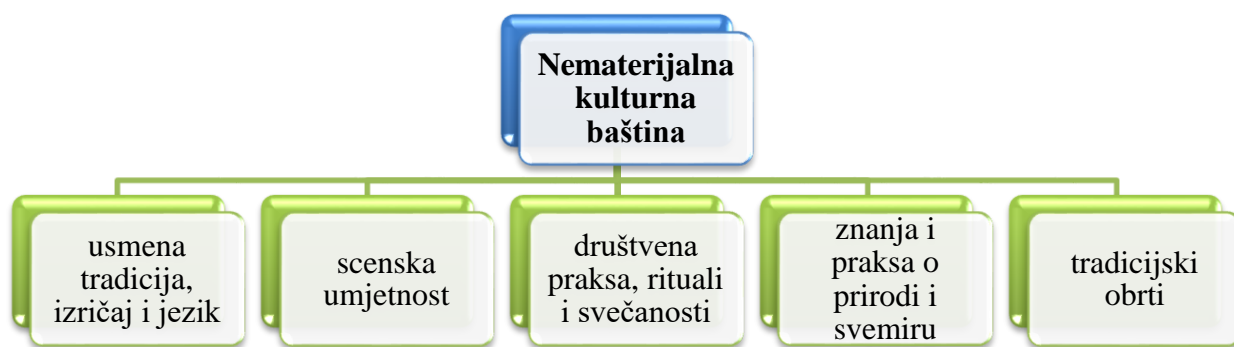 Nematerijalna
kulturna
baština
usmena
tradicija,
izričaj i jezik
scenska
umjetnost
društvena
praksa, rituali
i svečanosti
znanja i
praksa o
prirodi i
svemiru
tradicijski
obrti